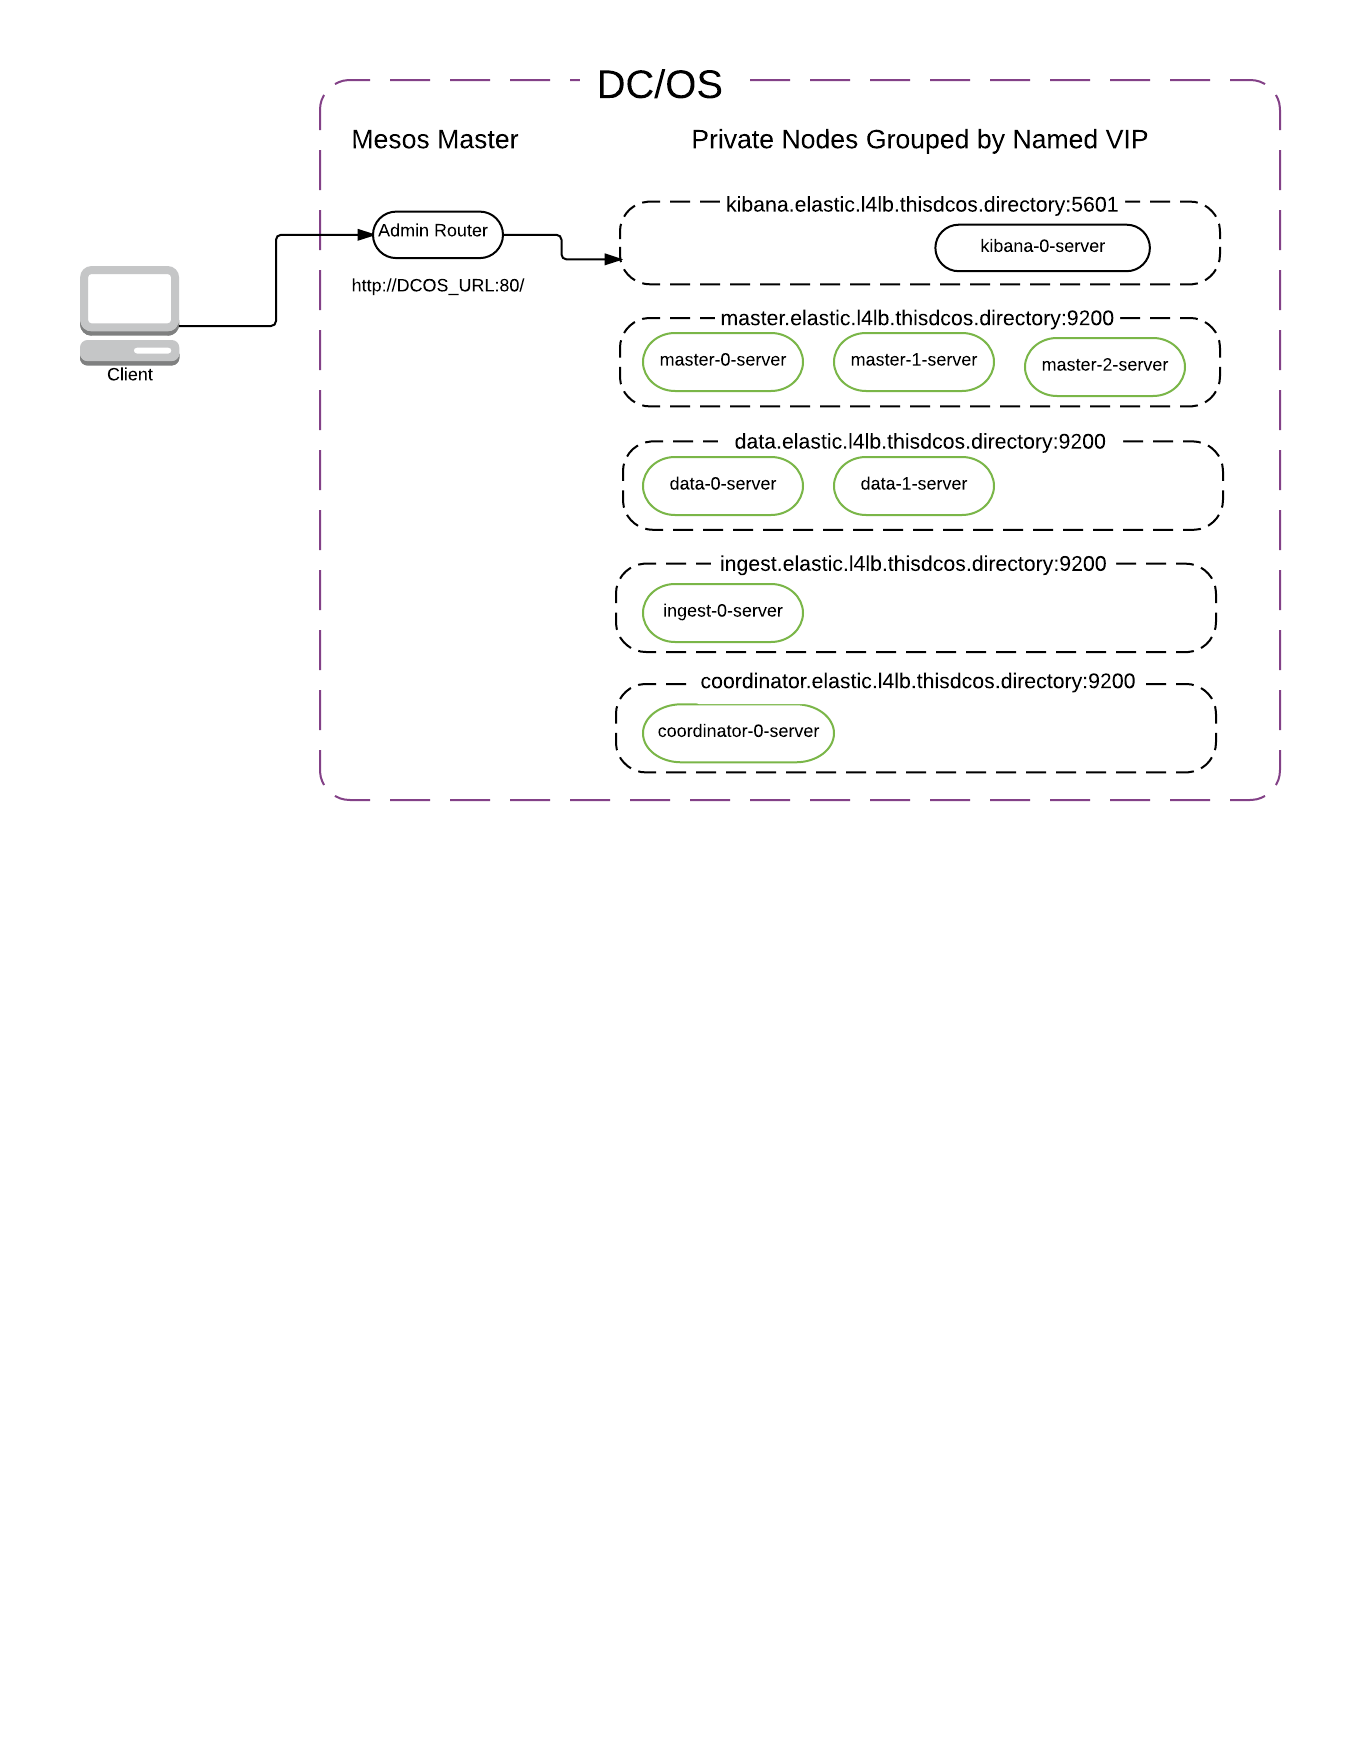 DC/OS
Mesos Master
Private Nodes Grouped by Named VIP
kibana.elastic.l4lb.thisdcos.directory:5601
Admin Router
kibana-0-server
http://DCOS_URL:80/
master.elastic.l4lb.thisdcos.directory:9200
master-0-server
master-1-server
master-2-server
Client
data.elastic.l4lb.thisdcos.directory:9200
data-0-server
data-1-server
ingest.elastic.l4lb.thisdcos.directory:9200
ingest-0-server
coordinator.elastic.l4lb.thisdcos.directory:9200
coordinator-0-server